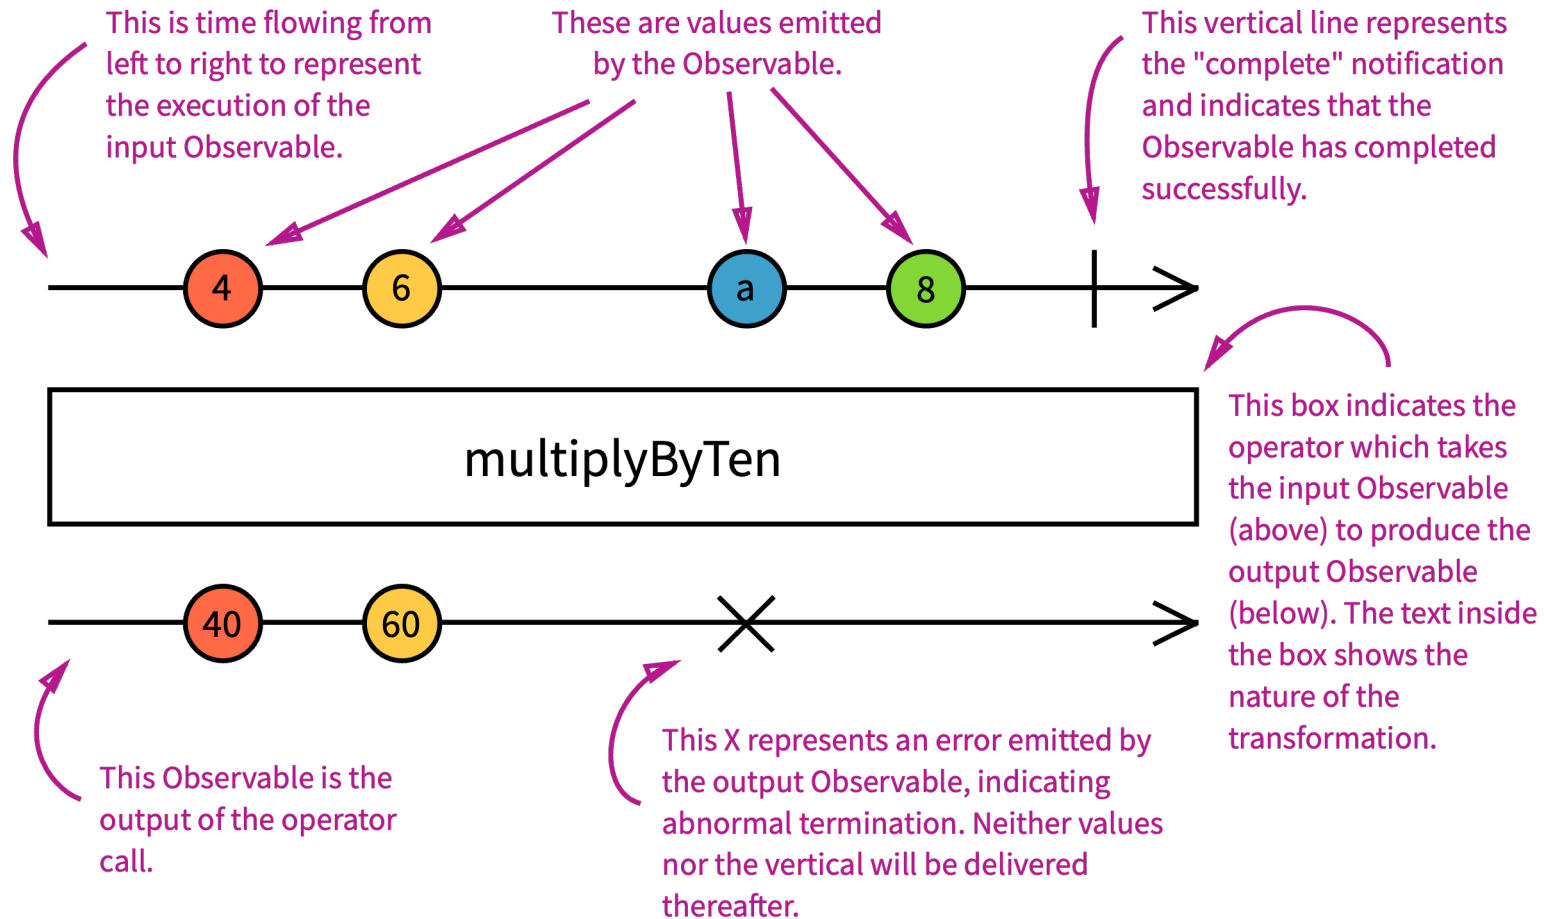 This is time flowing from
left to right to represent
the execution of the
input Observable.
These are values emitted
by the Observable.
This vertical line represents
the "complete" notification
and indicates that the
Observable has completed
successfully.
4
6
a
8
multiplyByTen
This box indicates the
operator which takes
the input Observable
(above) to produce the
output Observable
(below). The text inside
the box shows the
nature of the
transformation.
40
60
This Observable is the
output of the operator
call.
This X represents an error emitted by
the output Observable, indicating
abnormal termination. Neither values
nor the vertical will be delivered
thereafter.